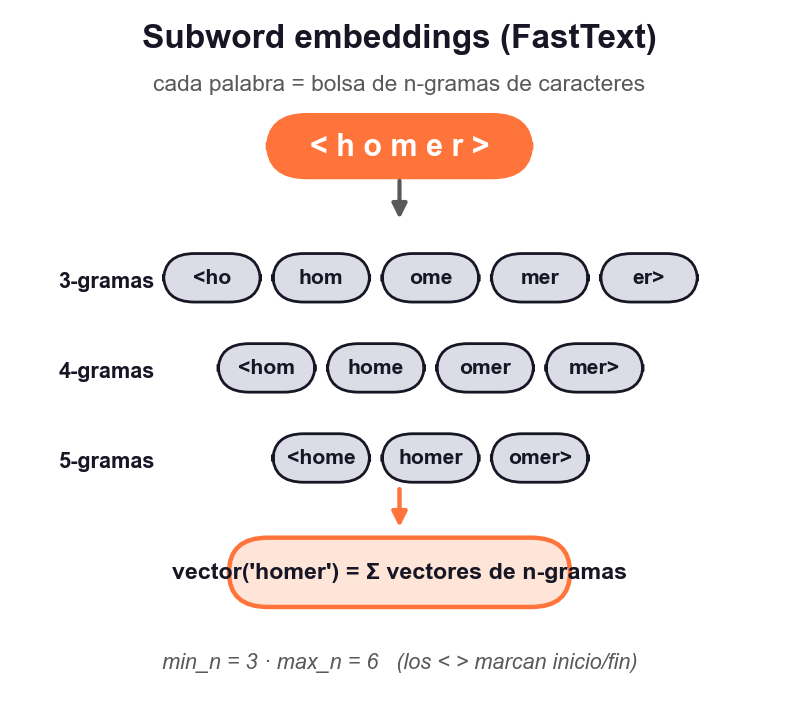 Subword embeddings (FastText)
cada palabra = bolsa de n-gramas de caracteres
< h o m e r >
3-gramas <ho hom ome mer er>
4-gramas <hom home omer mer>
5-gramas <home homer omer>
vector('homer') = Σ vectores de n-gramas
min_n = 3 · max_n = 6 (los < > marcan inicio/fin)